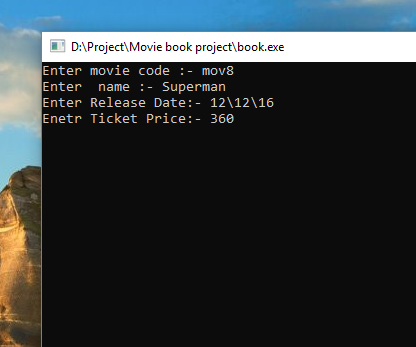 D:\Project\Movie book project\book.exe
Enter movie code :- mov8
Enter  name :- Superman
Enter Release Date:- 12\12\16
Enetr Ticket Price:- 360